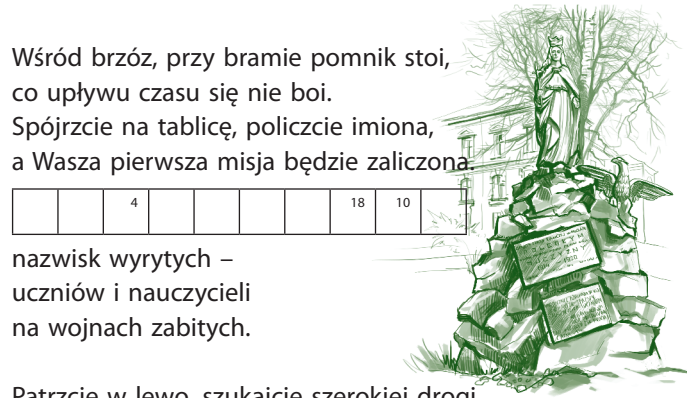 Wśród brzóz, przy bramie pomnik stoi,
co upływu czasu się nie boi.
Spójrzcie na tablicę, policzcie imiona,
a Wasza pierwsza misja będzie zaliczona.
4 18 10
nazwisk wyrytych –
uczniów i nauczycieli
na wojnach zabitych.
Patrzcie w lewo, szukajcie szerokiej drogi